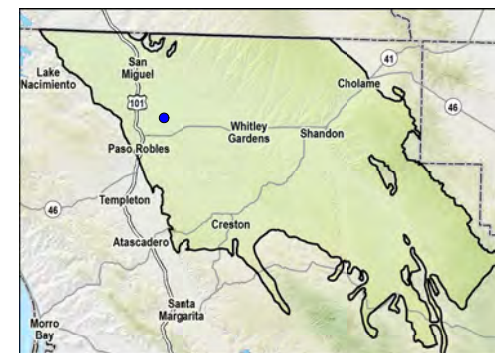 San
Miguel
Lake
Nacimiento
41
Cholame
101
46
Whitley
Gardens
Shandon
Paso Robles
Templeton
46
Creston
Atascadero
Santa
Margarita
Morro
Bay